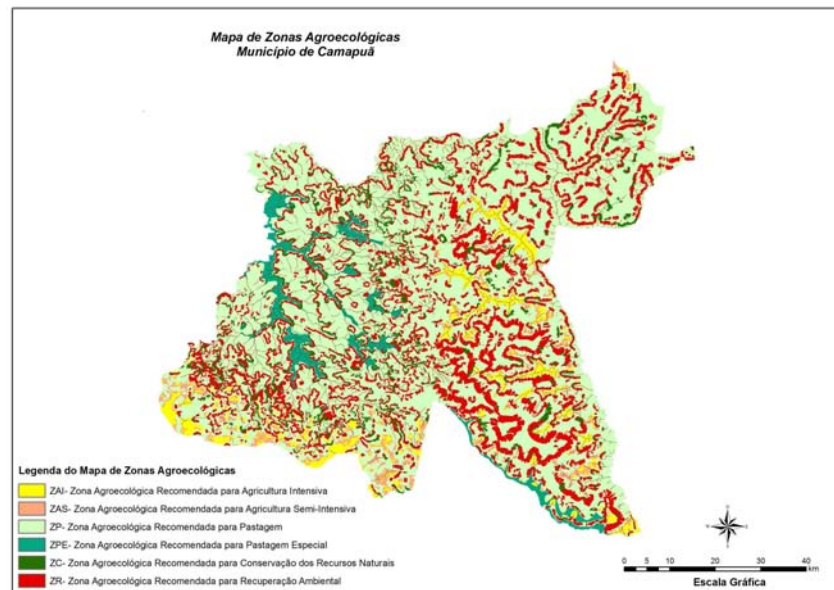 Mapa de Zonas Agroecológicas
Município de Camapuã
Legenda do Mapa de Zonas Agroecológicas
ZAI- Zona Agroecológica Recomendada para Agricultura Intensiva
ZAS- Zona Agroecológica Recomendada para Agricultura Semi-Intensiva
ZP- Zona Agroecológica Recomendada para Pastagem
ZPE- Zona Agroecológica Recomendada para Pastagem Especial
ZC- Zona Agroecológica Recomendada para Conservação dos Recursos Naturais
ZR- Zona Agroecológica Recomendada para Recuperação Ambiental
0 5 10 20 30 40
km
Escala Gráfica